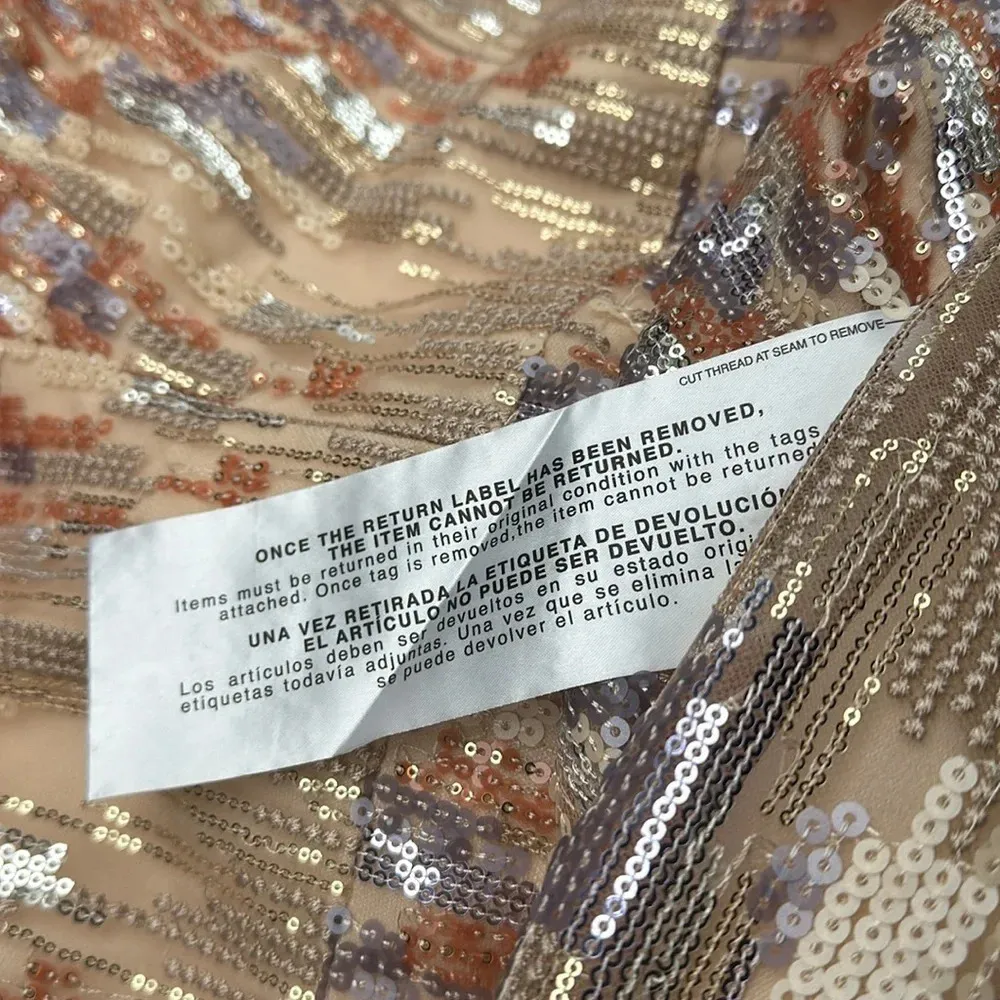 CUT THREAD AT SEAM TO REMOVE
ONCE THE RETURN LABEL HAS BEEN REMOVED,
THE ITEM CANNOT BE RETURNED.
Items must be returned in their original condition with the tags
attached. Once tag is removed,the item cannot be returned
UNA VEZ RETIRADA LA ETIQUETA DE DEVOLUCIÓN
EL ARTÍCULO NO PUEDE SER DEVUELTO.
Los artículos deben ser devueltos en su estado origi
etiquetas todavía adjuntas. Una vez que se elimina la
se puede devolver el artículo.